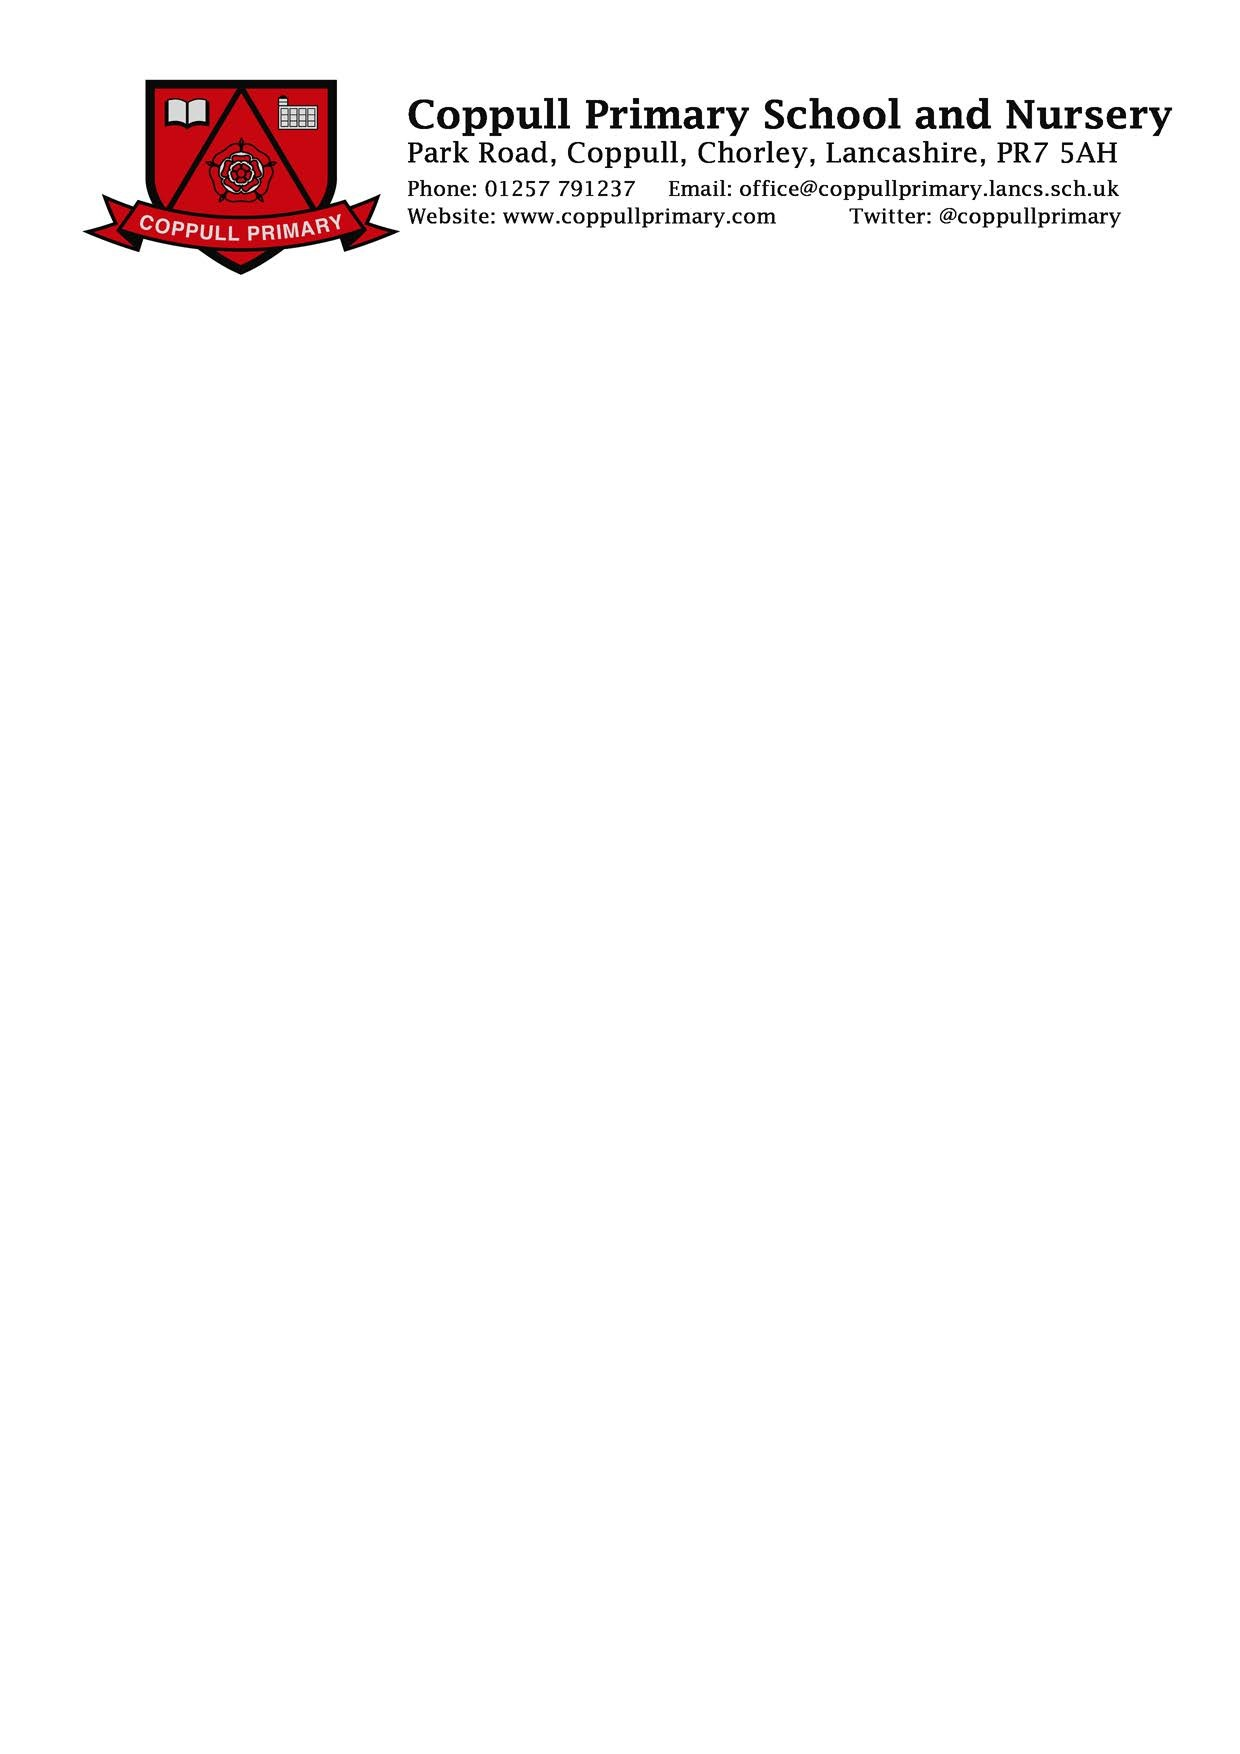 Coppull Primary School and Nursery
Park Road, Coppull, Chorley, Lancashire, PR7 5AH
Phone: 01257 791237 Email: office@coppullprimary.lancs.sch.uk
Website: www.coppullprimary.com Twitter: @coppullprimary
COPPULL PRIMARY